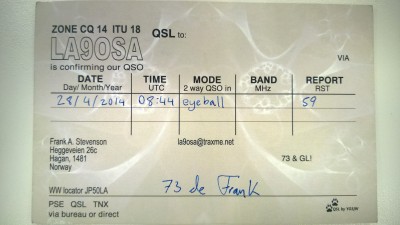 ZONE CQ 14 ITU 18 QSL to:
LA9OSA
is confirming our QSO VIA
DATE TIME MODE BAND REPORT
Day/ Month/Year UTC 2 way QSO in MHz RST
28/4/2014 08:44 eyeball 59
Frank A. Stevenson la9osa@traxme.net
Heggeveien 26c
Hagan, 1481 73 & GL!
Norway
WW locator JP50LA 73 de Frank
PSE QSL TNX
via bureau or direct